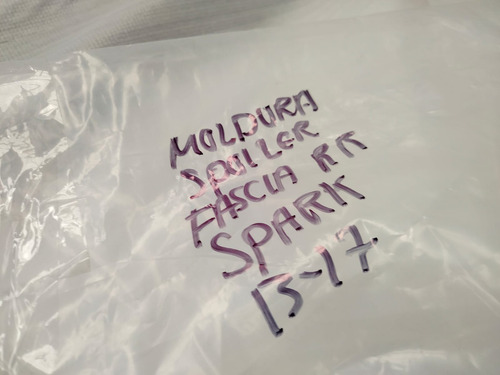 MOLDURA
SPOILER
FASCIA RR
SPARK
13-17